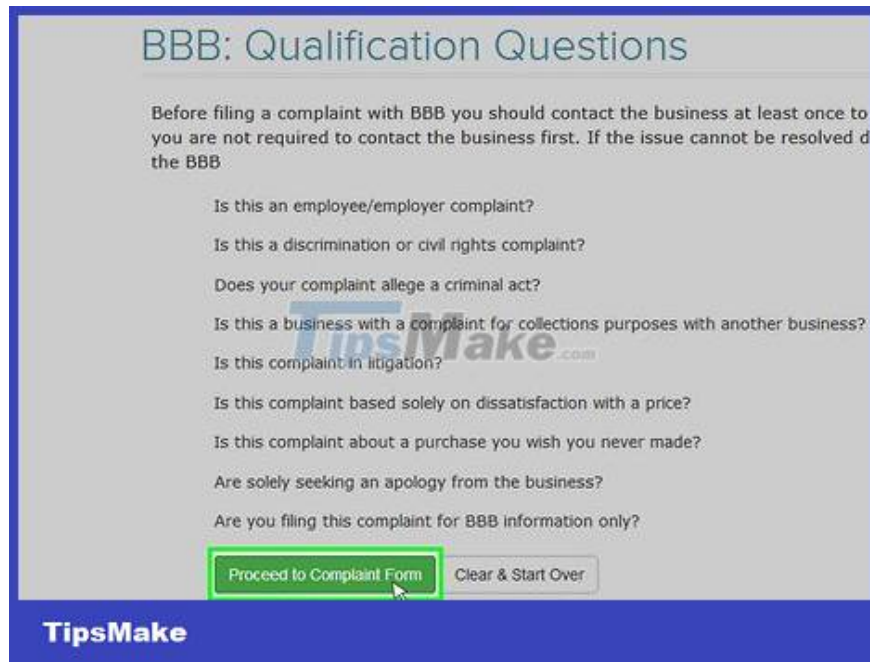 BBB: Qualification Questions
Before filing a complaint with BBB you should contact the business at least once to
you are not required to contact the business first. If the issue cannot be resolved d
the BBB
Is this an employee/employer complaint?
Is this a discrimination or civil rights complaint?
Does your complaint allege a criminal act?
Is this a business with a complaint for collections purposes with another business?
TipsMake.com
Is this complaint in litigation?
Is this complaint based solely on dissatisfaction with a price?
Is this complaint about a purchase you wish you never made?
Are solely seeking an apology from the business?
Are you filing this complaint for BBB information only?
Proceed to Complaint Form Clear & Start Over
TipsMake